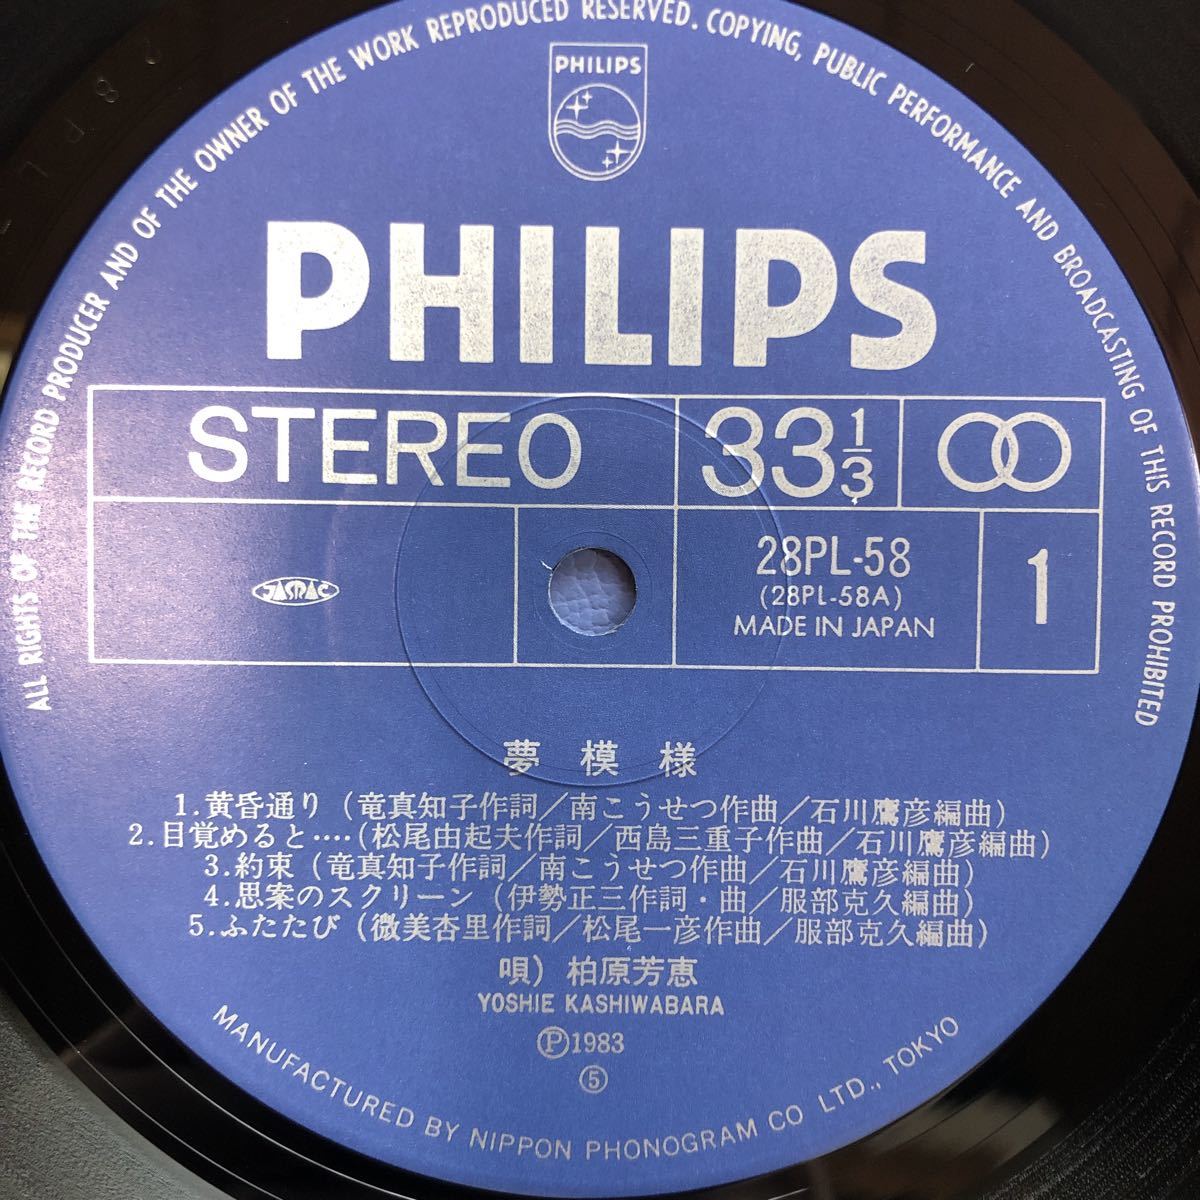 ALL RIGHTS OF THE RECORD PRODUCER AND OF THE OWNER OF THE WORK REPRODUCED RESERVED. COPYING, PUBLIC PERFORMANCE AND BROADCASTING OF THIS RECORD PROHIBITED
PHILIPS
PHILIPS
STEREO
33 1/3
JASRAC
28PL-58
(28PL-58A)
MADE IN JAPAN
1
夢模様
1.黄昏通り(竜真知子作詞/南こうせつ作曲/石川鷹彦編曲)
2.目覚めると‥‥(松尾由起夫作詞/西島三重子作曲/石川鷹彦編曲)
3.約束(竜真知子作詞/南こうせつ作曲/石川鷹彦編曲)
4.思案のスクリーン(伊勢正三作詞・曲/服部克久編曲)
5.ふたたび(微美杏里作詞/松尾一彦作曲/服部克久編曲)
唄)柏原芳恵
YOSHIE KASHIWABARA
Ⓟ1983
⑤
MANUFACTURED BY NIPPON PHONOGRAM CO LTD., TOKYO